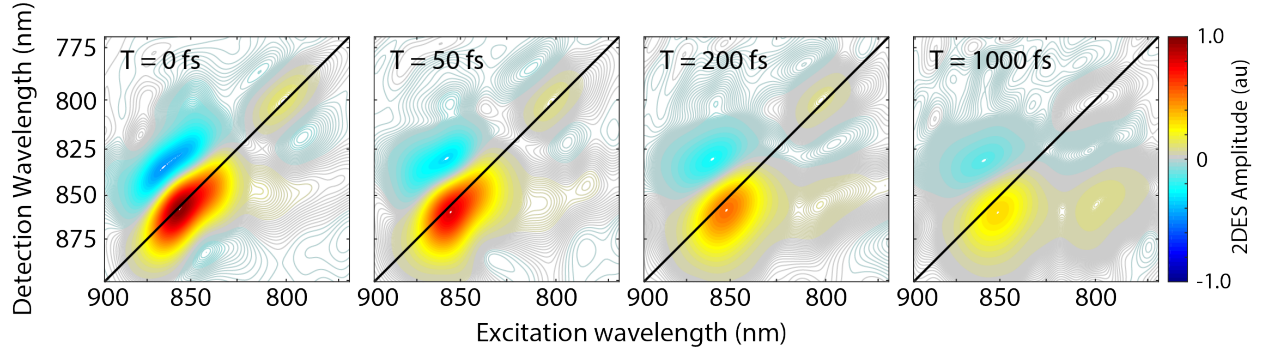 Detection Wavelength (nm)
775
800
825
850
875
T = 0 fs
T = 50 fs
T = 200 fs
T = 1000 fs
900 850 800
900 850 800
900 850 800
900 850 800
Excitation wavelength (nm)
1.0
0
-1.0
2DES Amplitude (au)